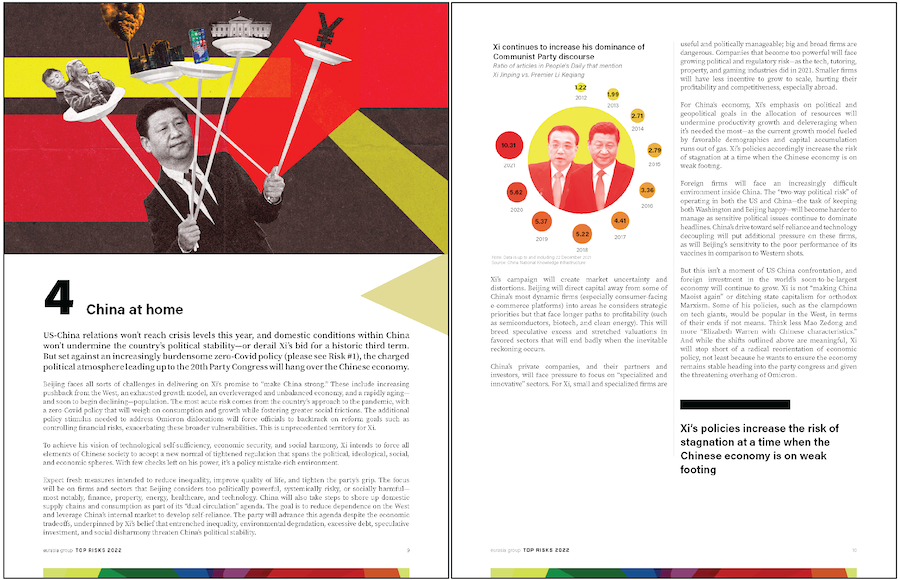 ¥
4 China at home
US-China relations won't reach crisis levels this year, and domestic conditions within China
won't undermine the country's political stability—or derail Xi's bid for a historic third term.
But set against an increasingly burdensome zero-Covid policy (please see Risk #1), the charged
political atmosphere leading up to the 20th Party Congress will hang over the Chinese economy.
Beijing faces all sorts of challenges in delivering on Xi's promise to "make China strong." These include increasing
pushback from the West, an exhausted growth model, an overleveraged and unbalanced economy, and a rapidly aging—
and soon to begin declining—population. The most acute risk comes from the country's approach to the pandemic, with
a zero Covid policy that will weigh on consumption and growth while fostering greater social frictions. The additional
policy stimulus needed to address Omicron dislocations will force officials to backtrack on reform goals such as
controlling financial risks, exacerbating these broader vulnerabilities. This is unprecedented territory for Xi.
To achieve his vision of technological self-sufficiency, economic security, and social harmony, Xi intends to force all
elements of Chinese society to accept a new normal of tightened regulation that spans the political, ideological, social,
and economic spheres. With few checks left on his power, it's a policy mistake-rich environment.
Expect fresh measures intended to reduce inequality, improve quality of life, and tighten the party's grip. The focus
will be on firms and sectors that Beijing considers too politically powerful, systemically risky, or socially harmful—
most notably, finance, property, energy, healthcare, and technology. China will also take steps to shore up domestic
supply chains and consumption as part of its "dual circulation" agenda. The goal is to reduce dependence on the West
and leverage China's internal market to develop self-reliance. The party will advance this agenda despite the economic
tradeoffs, underpinned by Xi's belief that entrenched inequality, environmental degradation, excessive debt, speculative
investment, and social disharmony threaten China's political stability.
eurasia group TOP RISKS 2022 9
Xi continues to increase his dominance of
Communist Party discourse
Ratio of articles in People's Daily that mention
Xi Jinping vs. Premier Li Keqiang
1.22
2012
1.99
2013
2.71
2014
2.79
2015
3.36
2016
4.41
2017
5.22
2018
5.37
2019
5.82
2020
10.31
2021
Note: Data is up to and including 22 December 2021
Source: China National Knowledge Infrastructure
Xi's campaign will create market uncertainty and
distortions. Beijing will direct capital away from some of
China's most dynamic firms (especially consumer-facing
e-commerce platforms) into areas he considers strategic
priorities but that face longer paths to profitability (such
as semiconductors, biotech, and clean energy). This will
breed speculative excess and stretched valuations in
favored sectors that will end badly when the inevitable
reckoning occurs.
China's private companies, and their partners and
investors, will face pressure to focus on "specialized and
innovative" sectors. For Xi, small and specialized firms are
useful and politically manageable; big and broad firms are
dangerous. Companies that become too powerful will face
growing political and regulatory risk—as the tech, tutoring,
property, and gaming industries did in 2021. Smaller firms
will have less incentive to grow to scale, hurting their
profitability and competitiveness, especially abroad.
For China's economy, Xi's emphasis on political and
geopolitical goals in the allocation of resources will
undermine productivity growth and deleveraging when
it's needed the most—as the current growth model fueled
by favorable demographics and capital accumulation
runs out of gas. Xi's policies accordingly increase the risk
of stagnation at a time when the Chinese economy is on
weak footing.
Foreign firms will face an increasingly difficult
environment inside China. The "two-way political risk" of
operating in both the US and China—the task of keeping
both Washington and Beijing happy—will become harder to
manage as sensitive political issues continue to dominate
headlines. China's drive toward self-reliance and technology
decoupling will put additional pressure on these firms,
as will Beijing's sensitivity to the poor performance of its
vaccines in comparison to Western shots.
But this isn't a moment of US-China confrontation, and
foreign investment in the world's soon-to-be-largest
economy will continue to grow. Xi is not "making China
Maoist again" or ditching state capitalism for orthodox
Marxism. Some of his policies, such as the clampdown
on tech giants, would be popular in the West, in terms
of their ends if not means. Think less Mao Zedong and
more "Elizabeth Warren with Chinese characteristics."
And while the shifts outlined above are meaningful, Xi
will stop short of a radical reorientation of economic
policy, not least because he wants to ensure the economy
remains stable heading into the party congress and given
the threatening overhang of Omicron.
Xi's policies increase the risk of
stagnation at a time when the
Chinese economy is on weak
footing
eurasia group TOP RISKS 2022 10